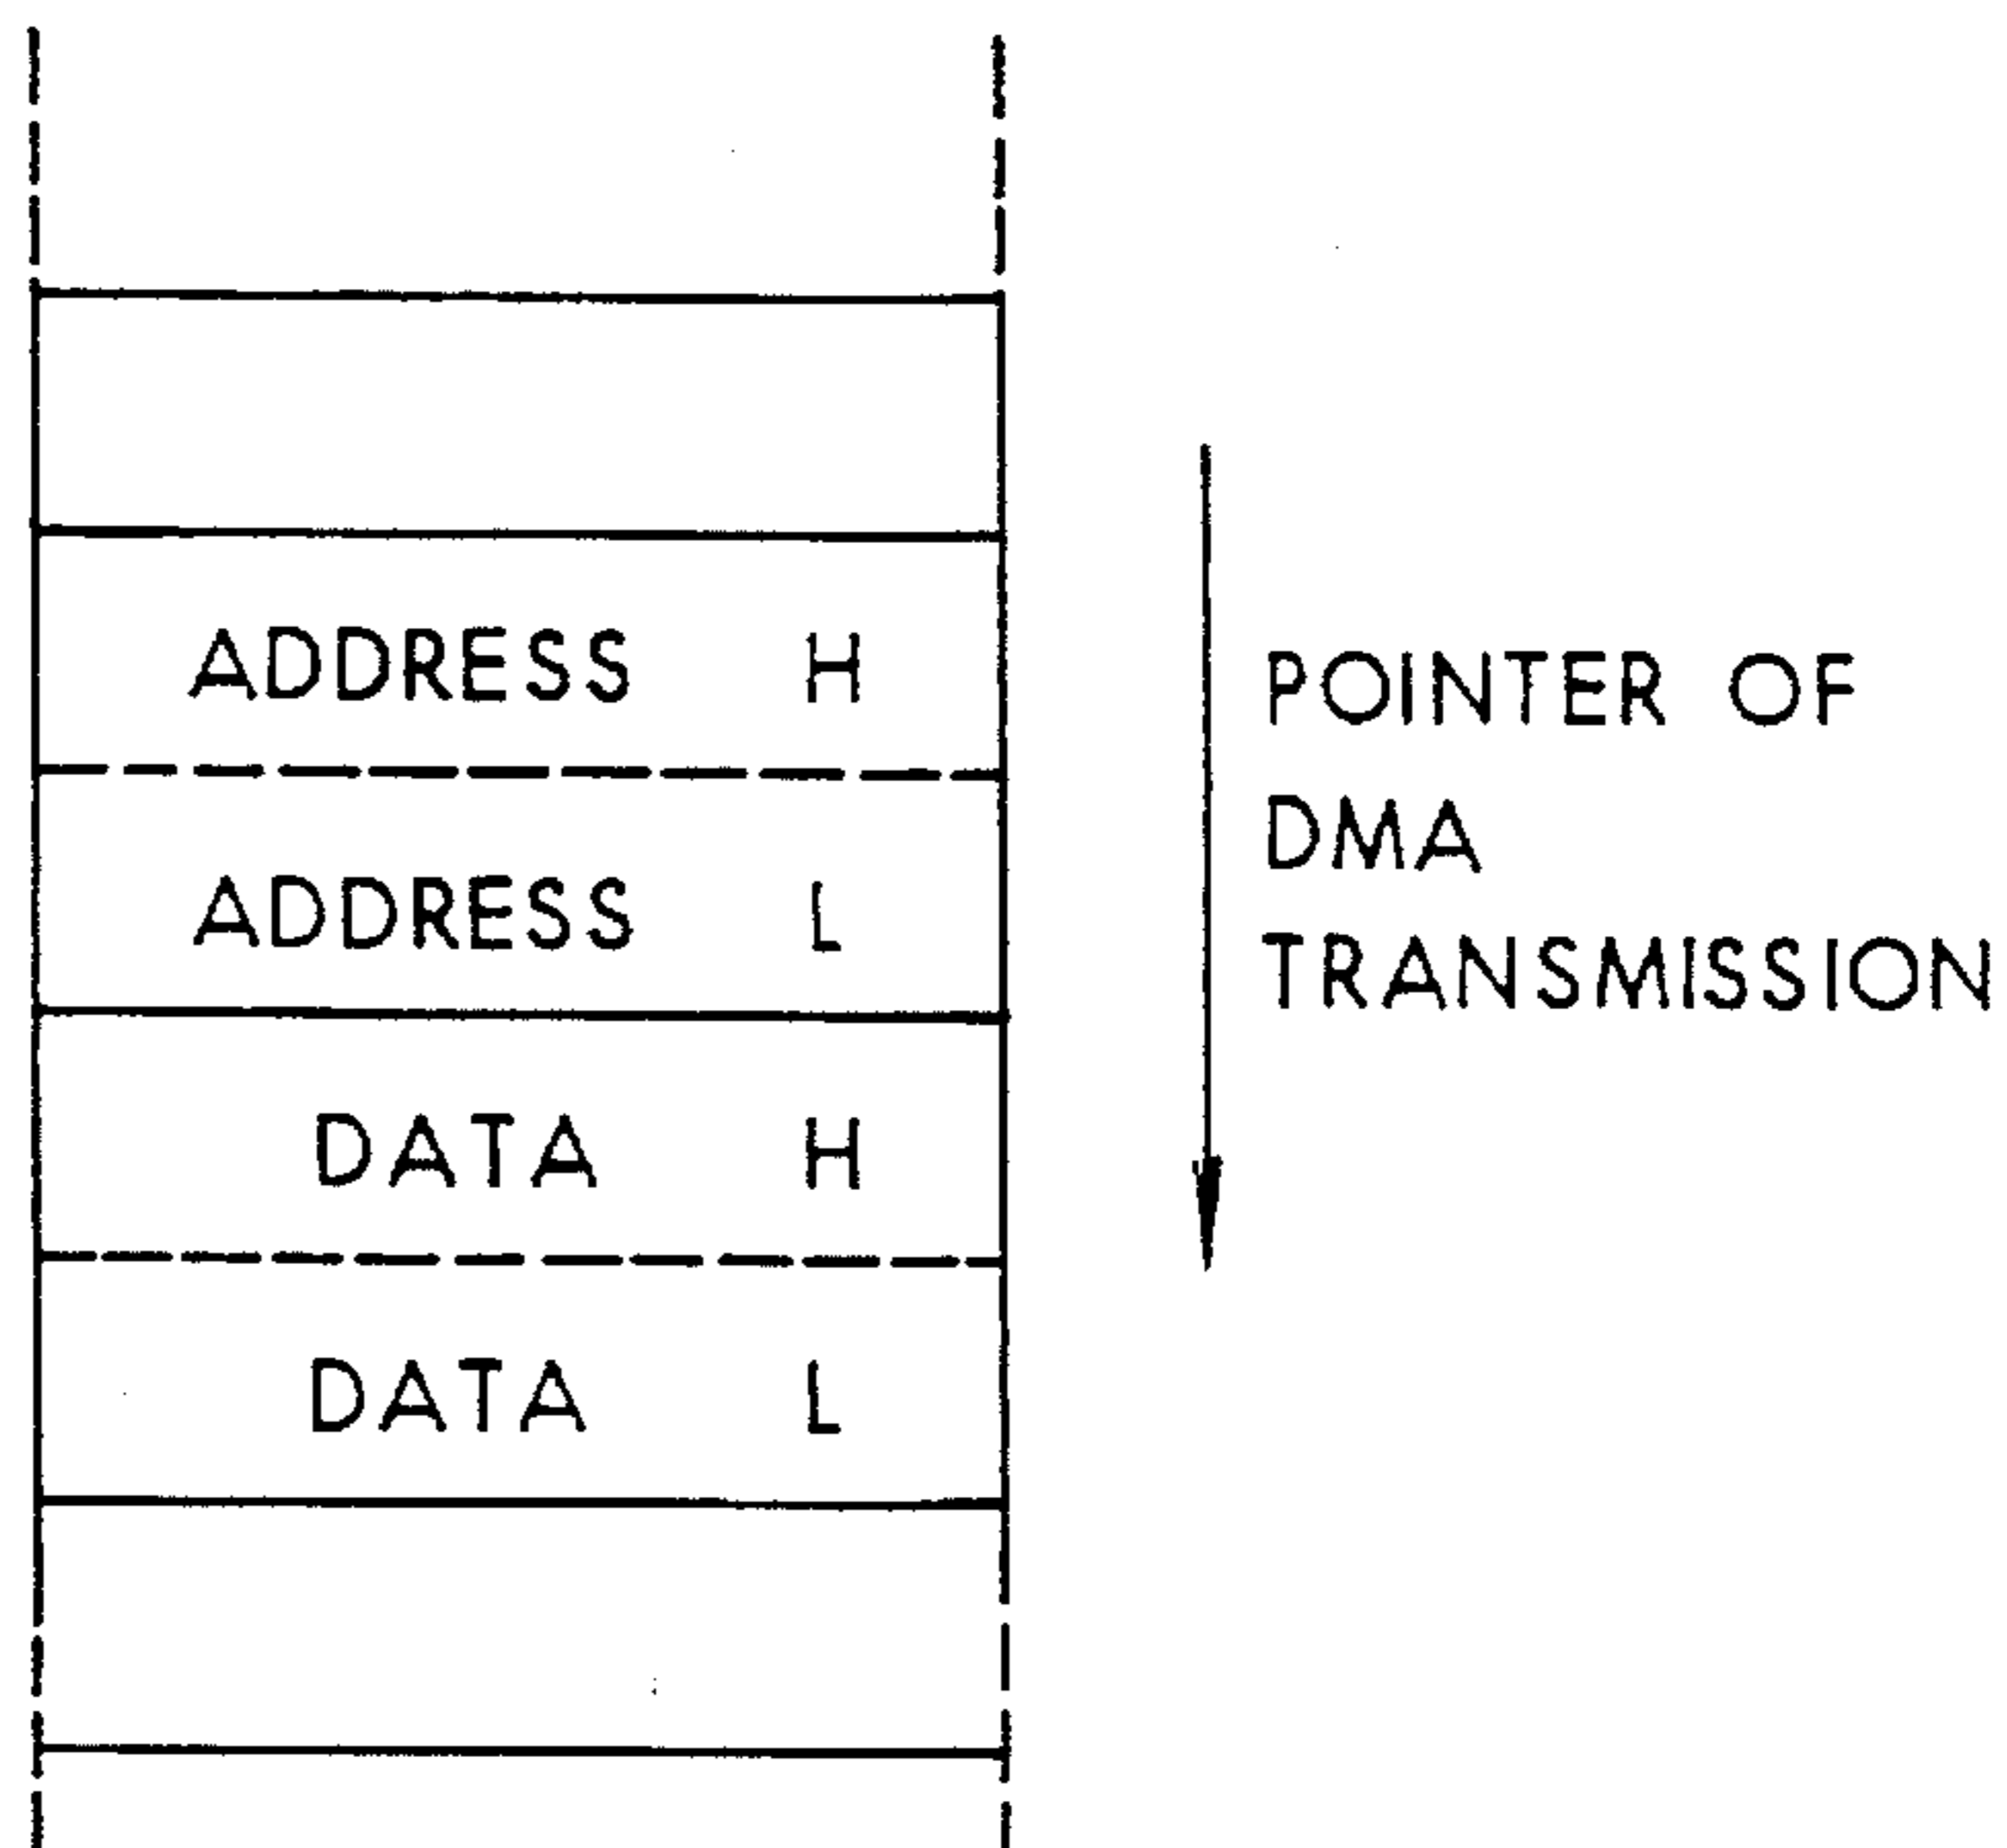 ADDRESS H
ADDRESS L
DATA H
DATA L
POINTER OF
DMA
TRANSMISSION